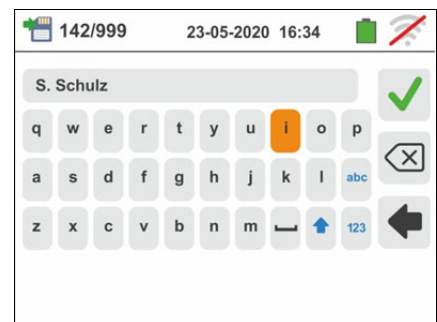 142/999 23-05-2020 16:34
S. Schulz
q w e r t y u i o p
a s d f g h j k l abc
z x c v b n m 123